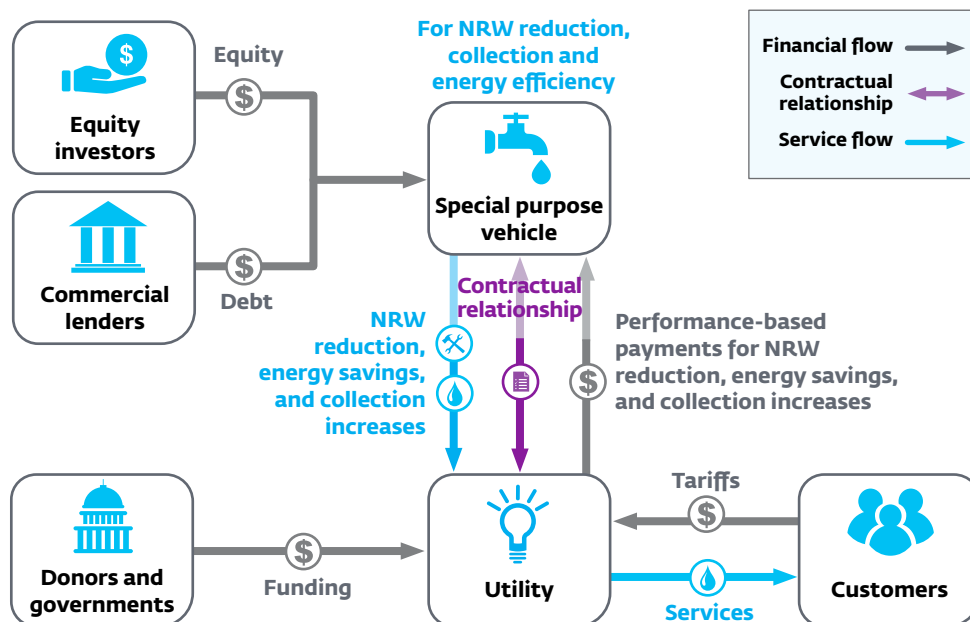 For NRW reduction,
collection and
energy efficiency
Financial flow
Contractual
relationship
Service flow
Equity
$
$
Equity
investors
Special purpose
vehicle
$
Debt
Commercial
lenders
Contractual
relationship
NRW
reduction,
energy savings,
and collection
increases
Performance-based
payments for NRW
reduction, energy savings,
and collection increases
$
Tariffs
$
$
Funding
Donors and
governments
Utility
Services
Customers